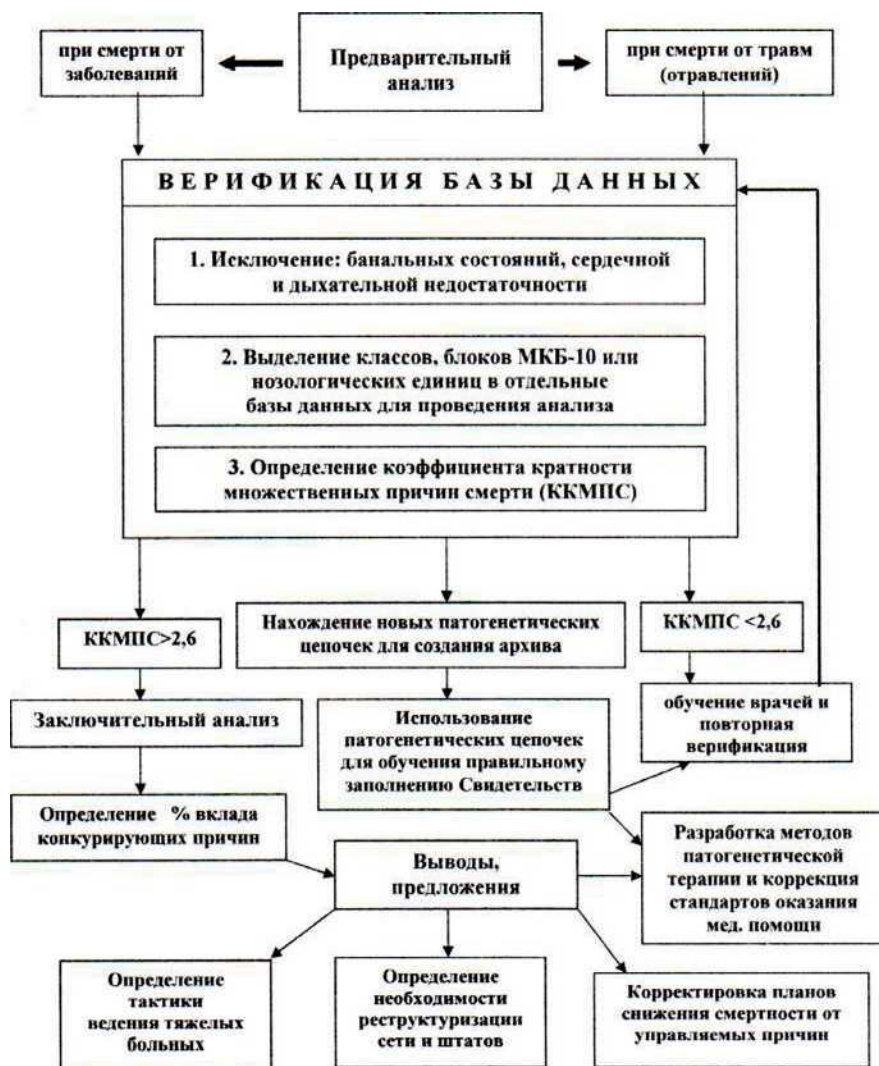 при смерти от
заболеваний
Предварительный
анализ
при смерти от травм
(отравлений)
ВЕРИФИКАЦИЯ БАЗЫ ДАННЫХ
1. Исключение: банальных состояний, сердечной
и дыхательной недостаточности
2. Выделение классов, блоков МКБ-10 или
нозологических единиц в отдельные
базы данных для проведения анализа
3. Определение коэффициента кратности
множественных причин смерти (ККМПС)
ККМПС>2,6
Нахождение новых патогенетических
цепочек для создания архива
ККМПС <2,6
Заключительный анализ
Использование
патогенетических цепочек
для обучения правильному
заполнению Свидетельств
обучение врачей и
повторная
верификация
Определение % вклада
конкурирующих причин
Выводы,
предложения
Разработка методов
патогенетической
терапии и коррекция
стандартов оказания
мед. помощи
Определение
тактики
ведения тяжелых
больных
Определение
необходимости
реструктуризации
сети и штатов
Корректировка планов
снижения смертности от
управляемых причин